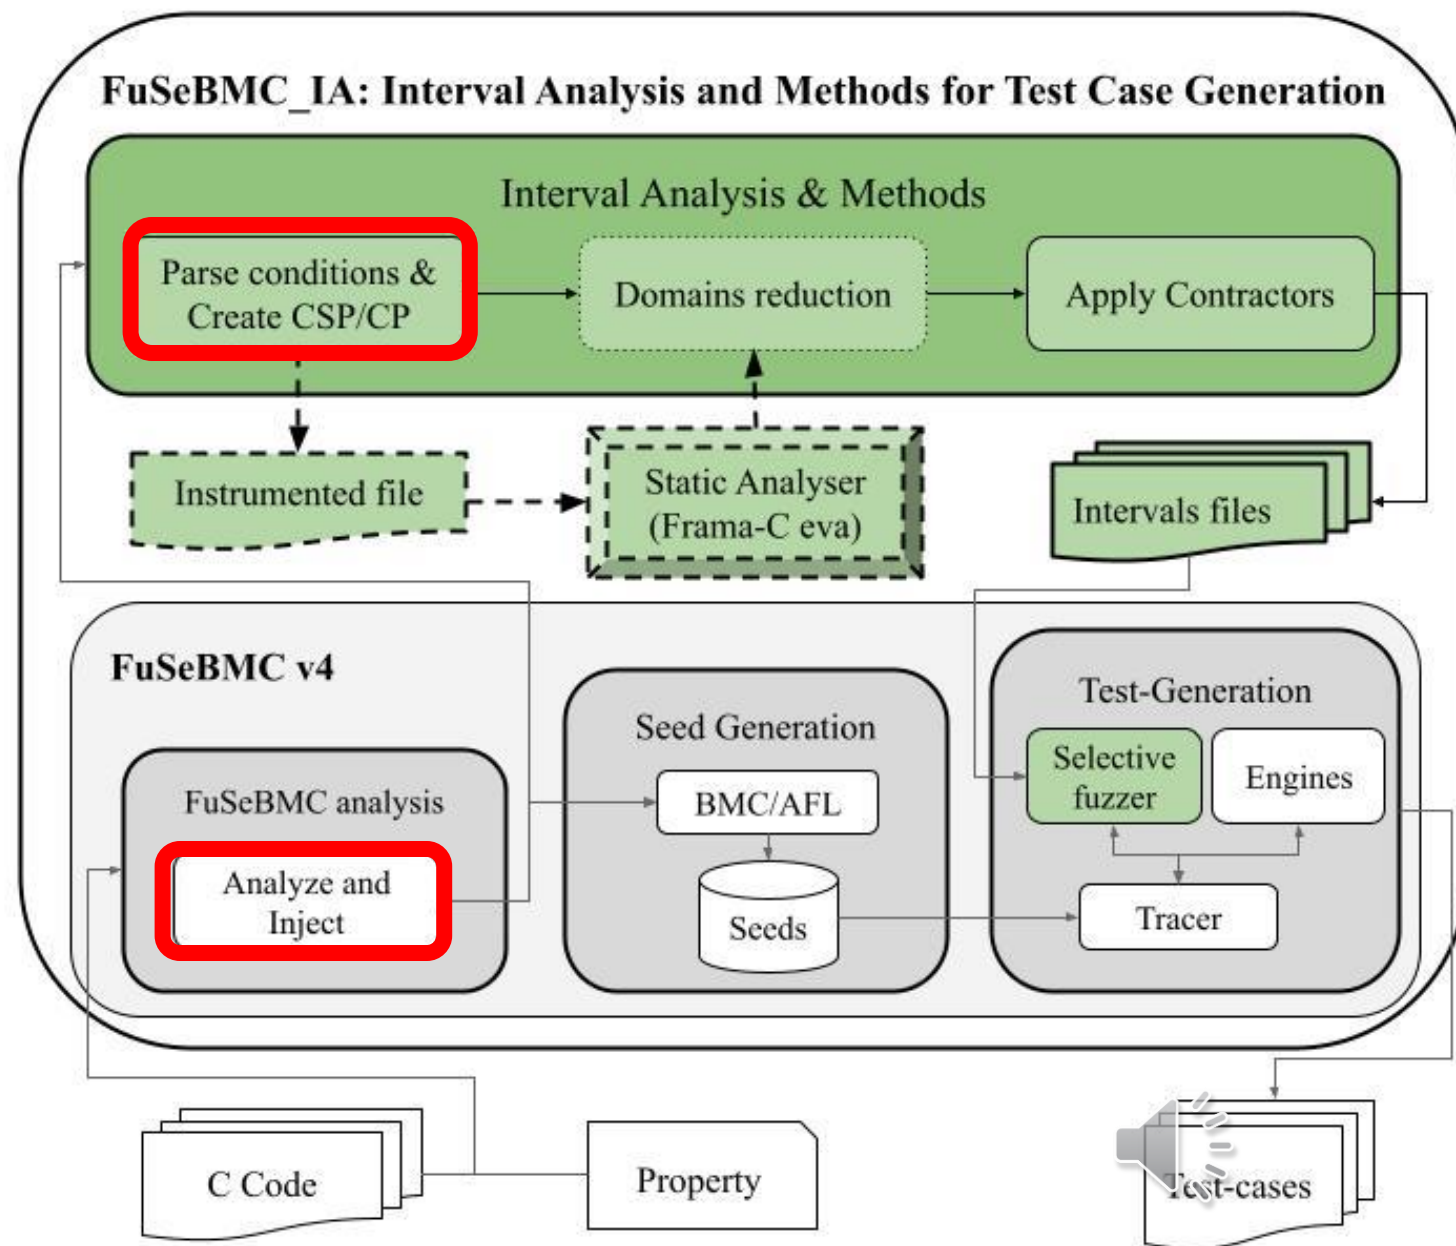 FuSeBMC_IA: Interval Analysis and Methods for Test Case Generation
Interval Analysis & Methods
Parse conditions &
Create CSP/CP
Domains reduction
Apply Contractors
Instrumented file
Static Analyser
(Frama-C eva)
Intervals files
FuSeBMC v4
FuSeBMC analysis
Analyze and
Inject
Seed Generation
BMC/AFL
Seeds
Test-Generation
Selective
fuzzer
Engines
Tracer
C Code
Property
Test-cases